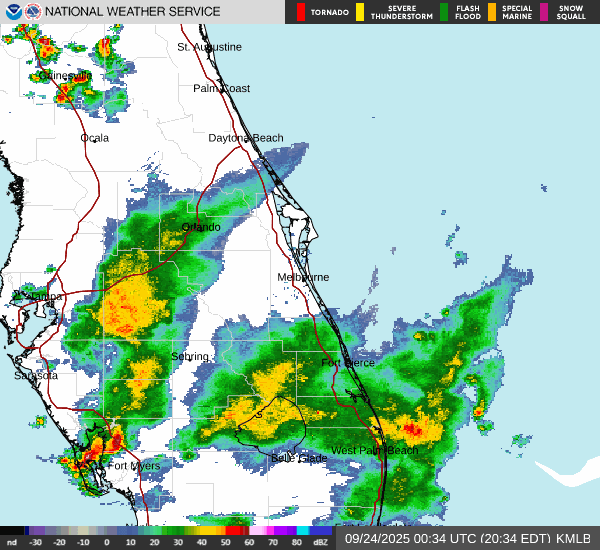 NATIONAL WEATHER SERVICE
TORNADO
SEVERE THUNDERSTORM
FLASH FLOOD
SPECIAL MARINE
SNOW SQUALL
St. Augustine
Gainesville
Palm Coast
Ocala
Daytona Beach
Orlando
Melbourne
Tampa
Sebring
Fort Pierce
Sarasota
West Palm Beach
Belle Glade
Fort Myers
nd -30 -20 -10 0 10 20 30 40 50 60 70 80 dBZ
09/24/2025 00:34 UTC (20:34 EDT) KMLB